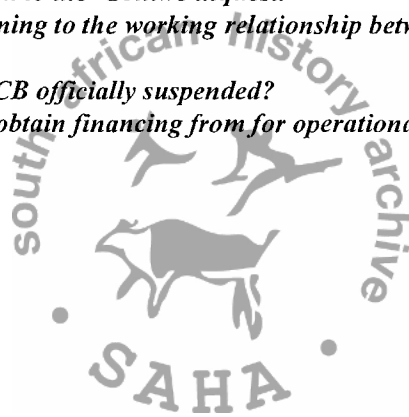 ning to the working relationship betw
CB officially suspended?
obtain financing from for operationa
south african history archive
• SAHA •